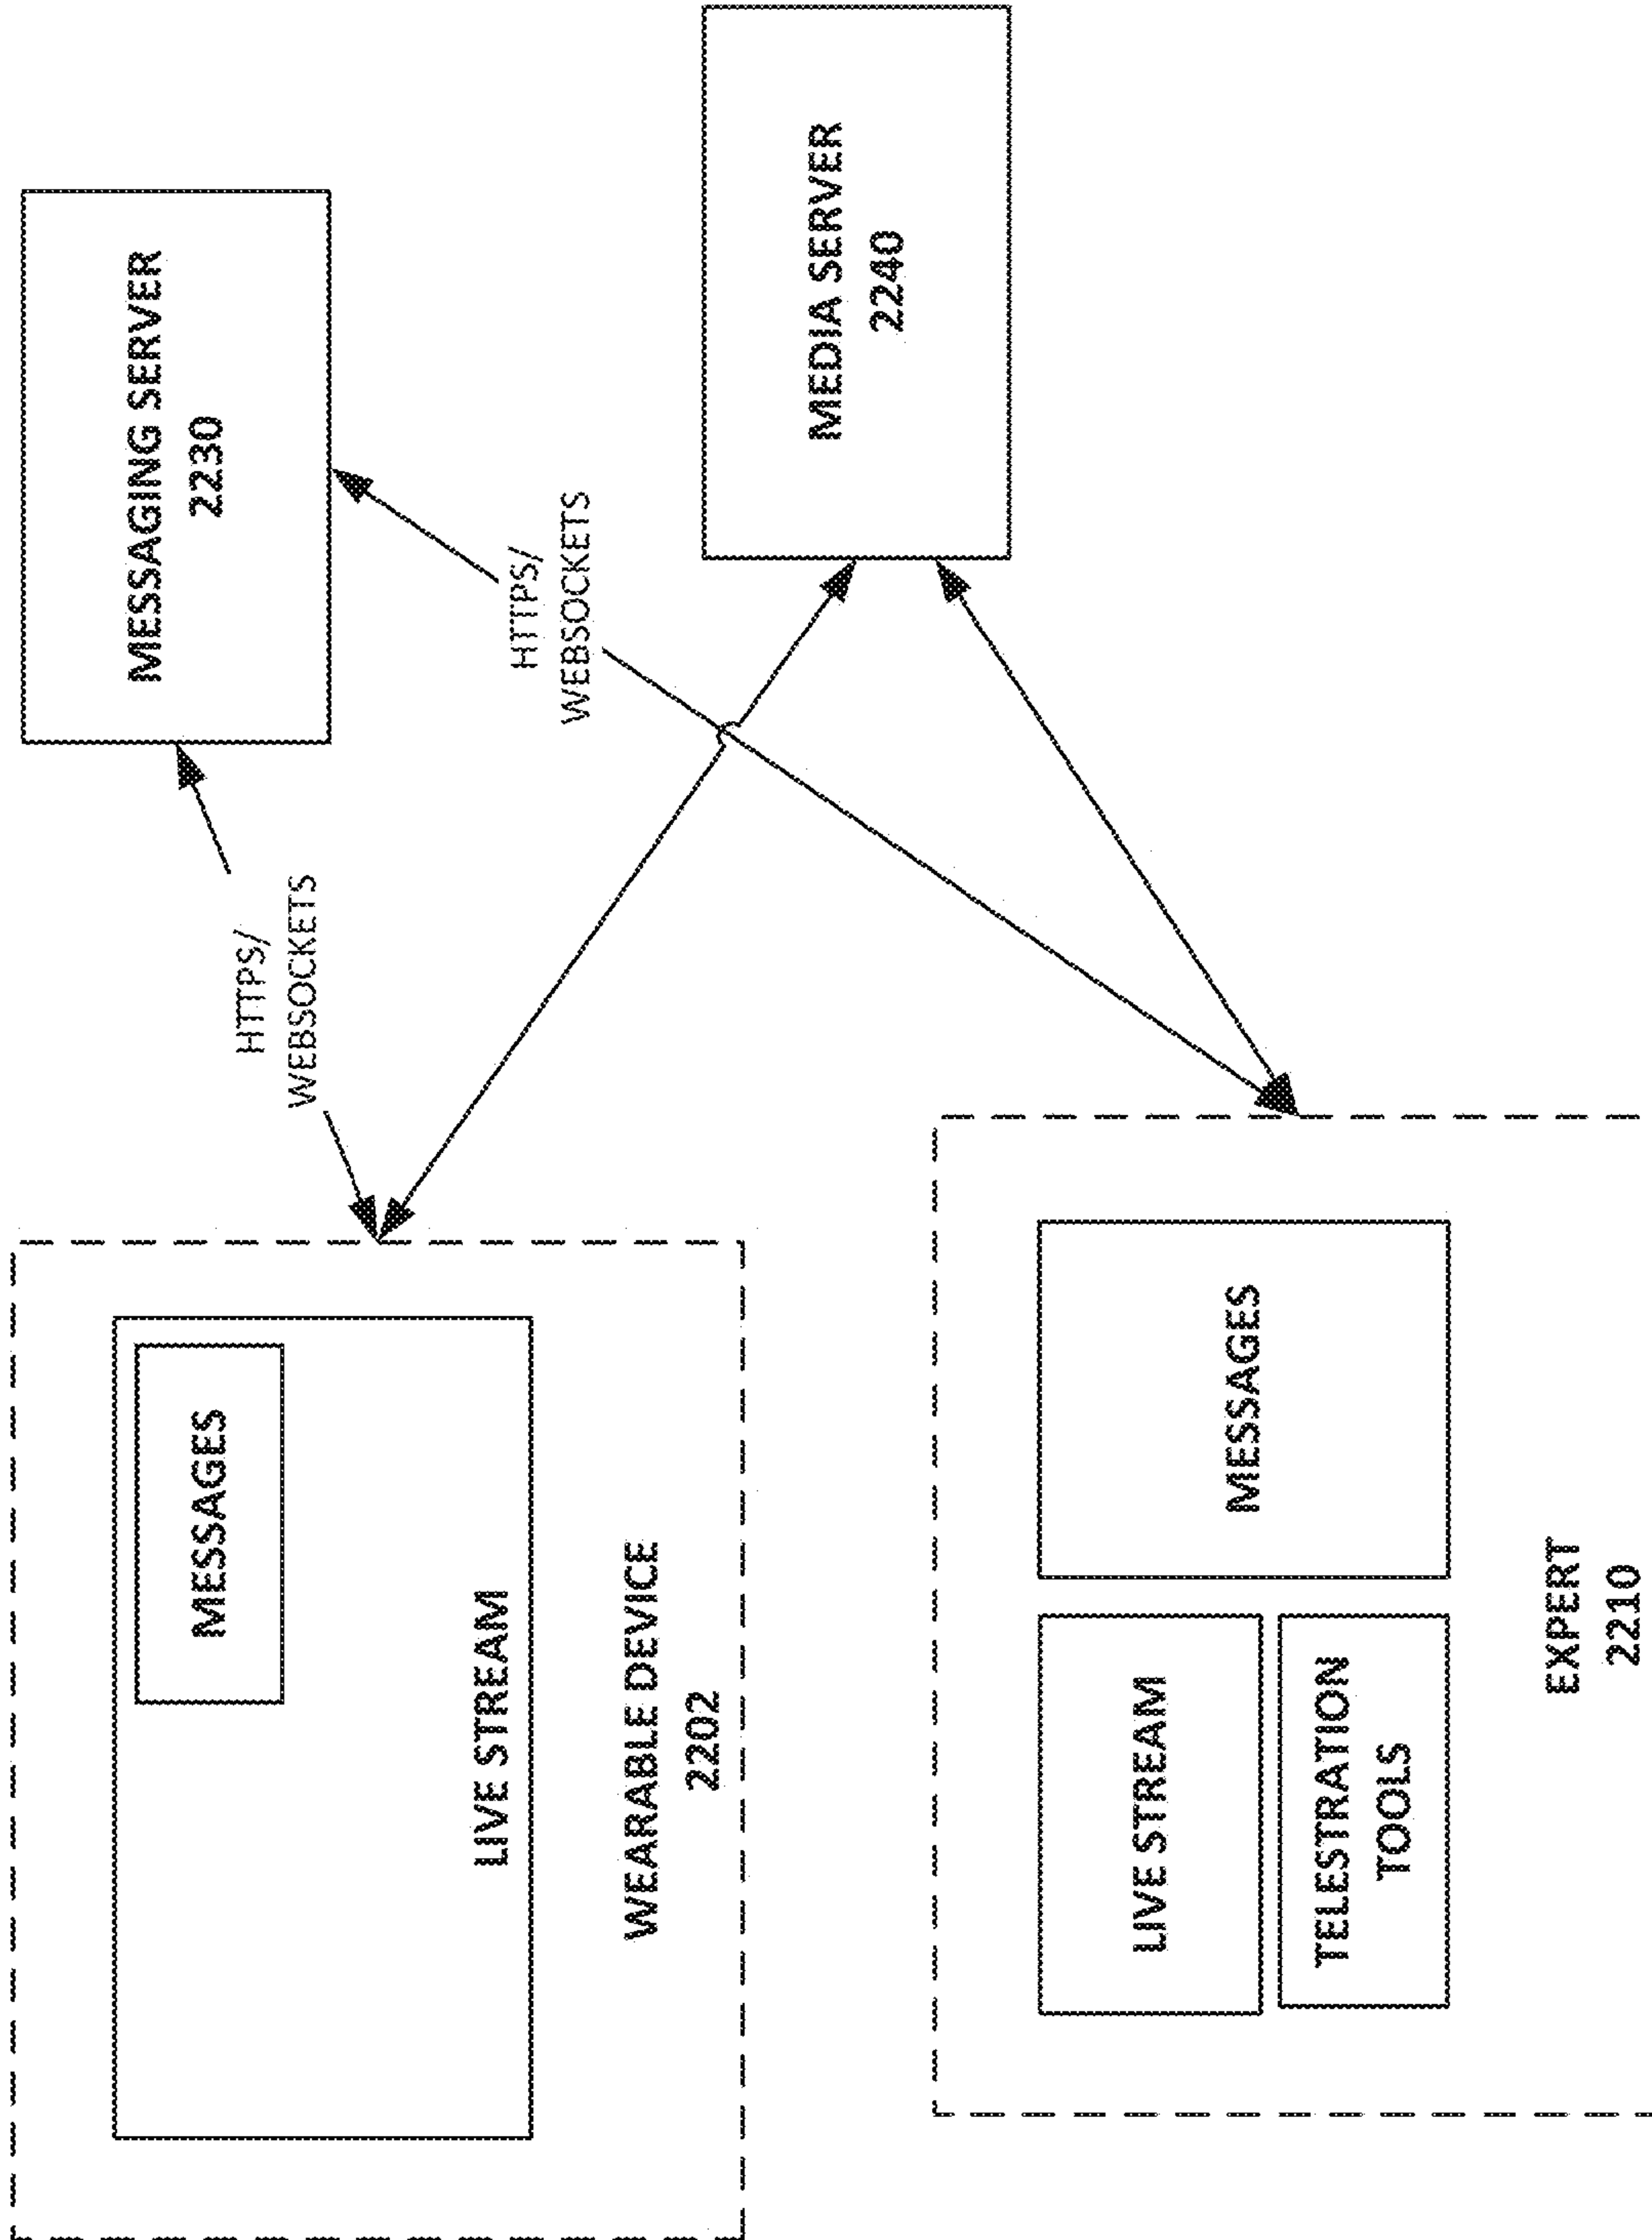 MESSAGES
LIVE STREAM
WEARABLE DEVICE
2202
HTTPS/
WEBSOCKETS
MESSAGING SERVER
2230
HTTPS/
WEBSOCKETS
MEDIA SERVER
2240
LIVE STREAM
TELESTRATION
TOOLS
MESSAGES
EXPERT
2210